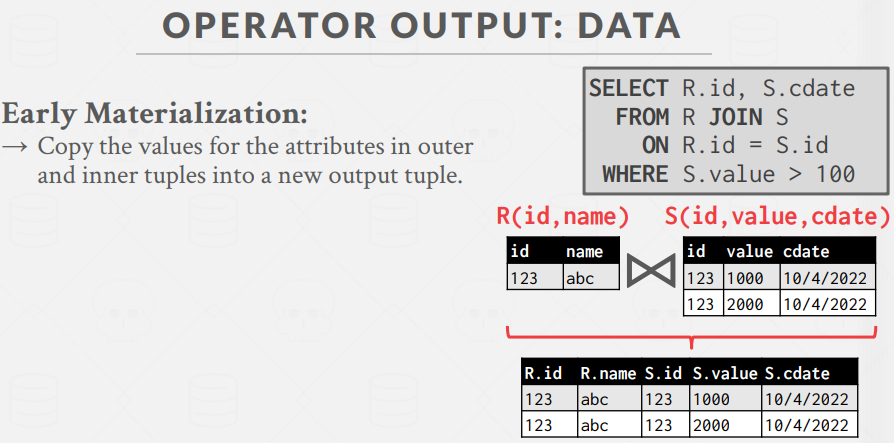 OPERATOR OUTPUT: DATA
Early Materialization:
→ Copy the values for the attributes in outer
and inner tuples into a new output tuple.
SELECT R.id, S.cdate
FROM R JOIN S
ON R.id = S.id
WHERE S.value > 100
R(id,name) S(id,value,cdate)
id name
123 abc
id value cdate
123 1000 10/4/2022
123 2000 10/4/2022
R.id R.name S.id S.value S.cdate
123 abc 123 1000 10/4/2022
123 abc 123 2000 10/4/2022